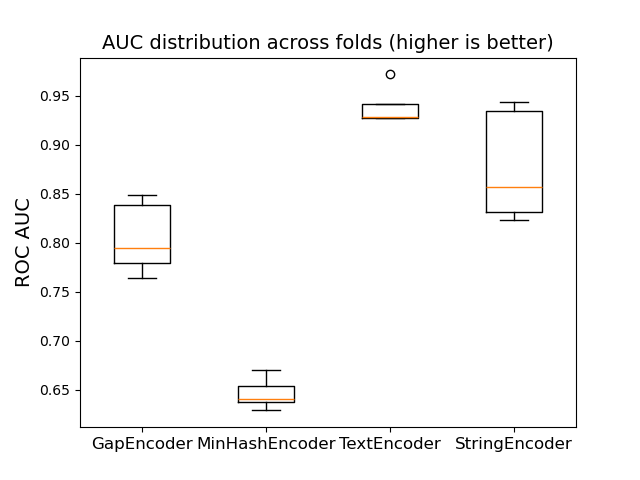 AUC distribution across folds (higher is better)
ROC AUC
0.95
0.90
0.85
0.80
0.75
0.70
0.65
GapEncoder MinHashEncoder TextEncoder StringEncoder